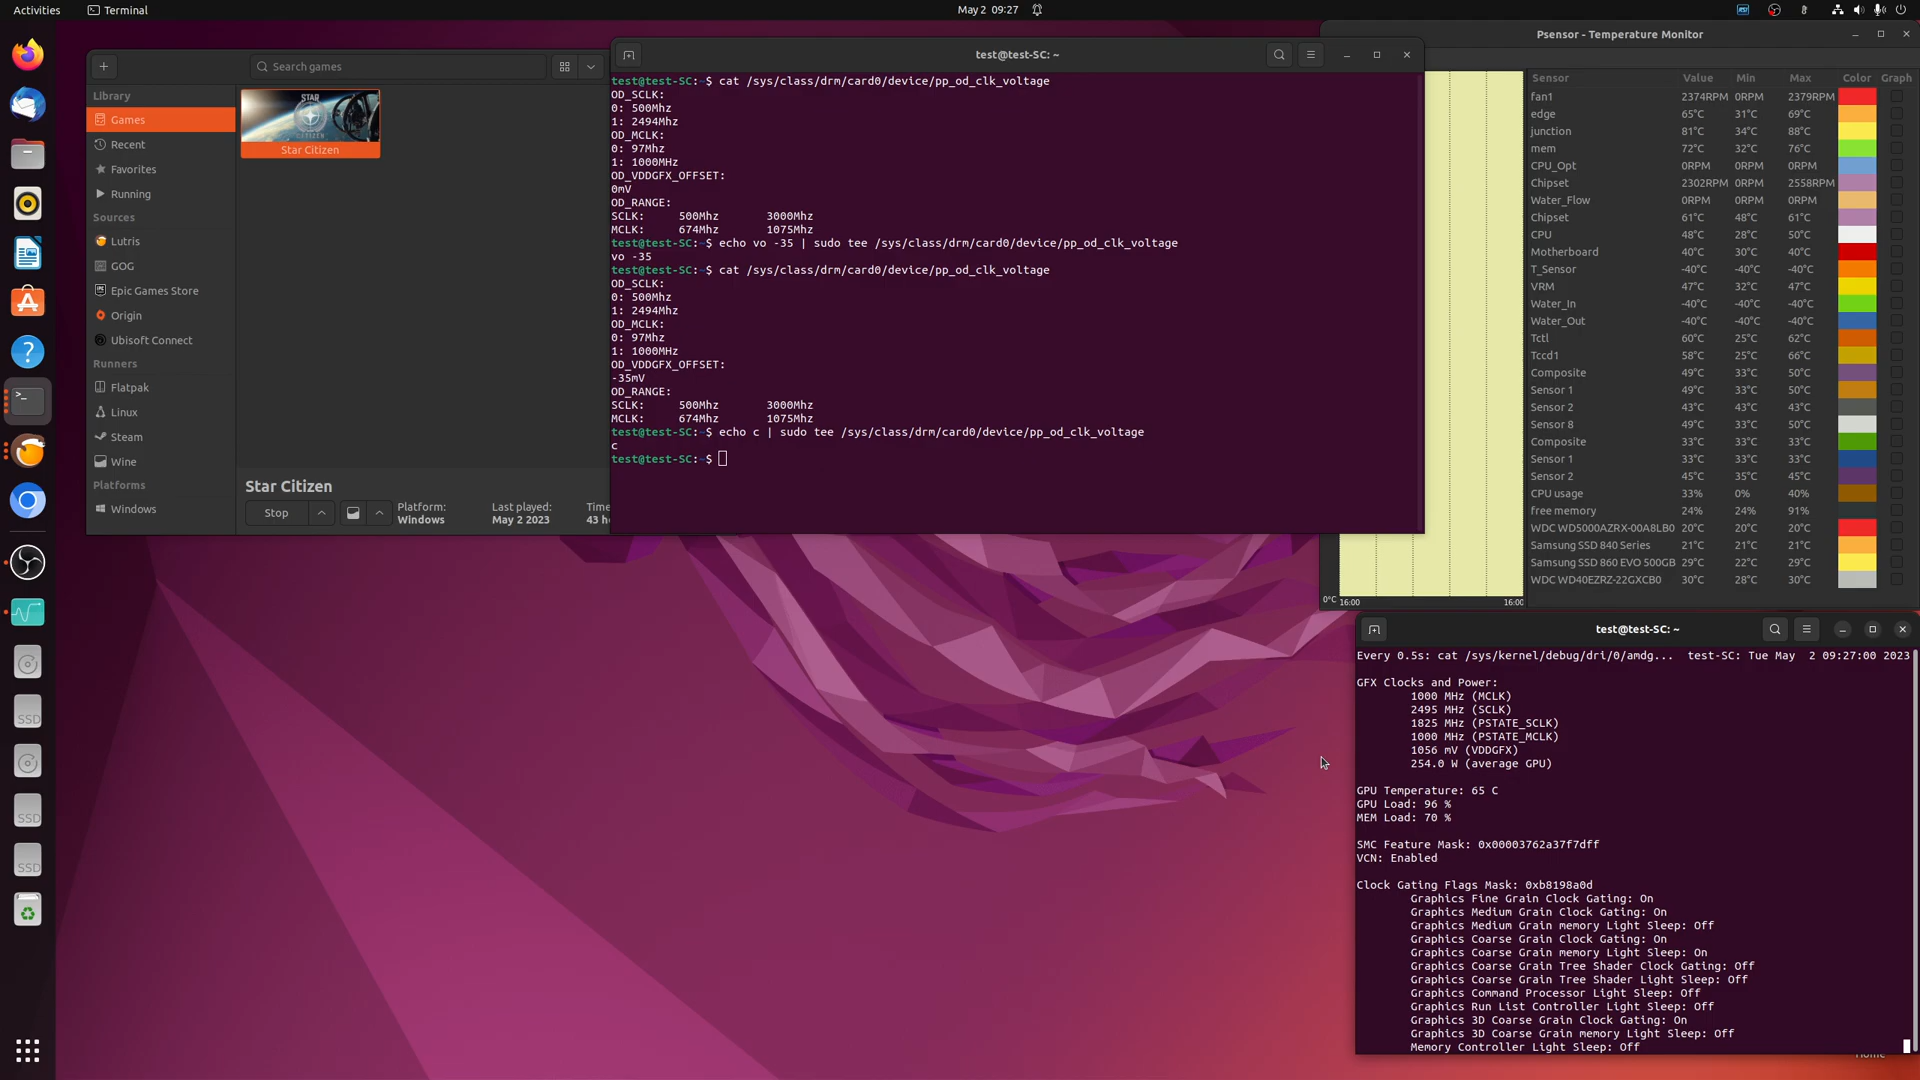 Activities
Terminal
May 2 09:27
Search games
Library
Games
Recent
Favorites
Running
Sources
Lutris
GOG
Epic Games Store
Origin
Ubisoft Connect
Runners
Flatpak
Linux
Steam
Wine
Platforms
Windows
STAR CITIZEN
Star Citizen
Star Citizen
Stop
Platform:
Windows
Last played:
May 2 2023
Time
43 h
test@test-SC: ~
test@test-SC:~$ cat /sys/class/drm/card0/device/pp_od_clk_voltage
OD_SCLK:
0: 500Mhz
1: 2494Mhz
OD_MCLK:
0: 97Mhz
1: 1000MHz
OD_VDDGFX_OFFSET:
0mV
OD_RANGE:
SCLK: 500Mhz 3000Mhz
MCLK: 674Mhz 1075Mhz
test@test-SC:~$ echo vo -35 | sudo tee /sys/class/drm/card0/device/pp_od_clk_voltage
vo -35
test@test-SC:~$ cat /sys/class/drm/card0/device/pp_od_clk_voltage
OD_SCLK:
0: 500Mhz
1: 2494Mhz
OD_MCLK:
0: 97Mhz
1: 1000MHz
OD_VDDGFX_OFFSET:
-35mV
OD_RANGE:
SCLK: 500Mhz 3000Mhz
MCLK: 674Mhz 1075Mhz
test@test-SC:~$ echo c | sudo tee /sys/class/drm/card0/device/pp_od_clk_voltage
c
test@test-SC:~$
Psensor - Temperature Monitor
Sensor Value Min Max Color Graph
fan1 2374RPM 0RPM 2379RPM
edge 65°C 31°C 69°C
junction 81°C 34°C 88°C
mem 72°C 32°C 76°C
CPU_Opt 0RPM 0RPM 0RPM
Chipset 2302RPM 0RPM 2558RPM
Water_Flow 0RPM 0RPM 0RPM
Chipset 61°C 48°C 61°C
CPU 48°C 28°C 50°C
Motherboard 40°C 30°C 40°C
T_Sensor -40°C -40°C -40°C
VRM 47°C 32°C 47°C
Water_In -40°C -40°C -40°C
Water_Out -40°C -40°C -40°C
Tctl 60°C 25°C 62°C
Tccd1 58°C 25°C 66°C
Composite 49°C 33°C 50°C
Sensor 1 49°C 33°C 50°C
Sensor 2 43°C 43°C 43°C
Sensor 8 49°C 33°C 50°C
Composite 33°C 33°C 33°C
Sensor 1 33°C 33°C 33°C
Sensor 2 45°C 35°C 45°C
CPU usage 33% 0% 40%
free memory 24% 24% 91%
WDC WD5000AZRX-00A8LB0 20°C 20°C 20°C
Samsung SSD 840 Series 21°C 21°C 21°C
Samsung SSD 860 EVO 500GB 29°C 22°C 29°C
WDC WD40EZRZ-22GXCB0 30°C 28°C 30°C
0°C 16:00 16:00
test@test-SC: ~
Every 0.5s: cat /sys/kernel/debug/dri/0/amdg... test-SC: Tue May 2 09:27:00 2023
GFX Clocks and Power:
1000 MHz (MCLK)
2495 MHz (SCLK)
1825 MHz (PSTATE_SCLK)
1000 MHz (PSTATE_MCLK)
1056 mV (VDDGFX)
254.0 W (average GPU)
GPU Temperature: 65 C
GPU Load: 96 %
MEM Load: 70 %
SMC Feature Mask: 0x00003762a37f7dff
VCN: Enabled
Clock Gating Flags Mask: 0xb8198a0d
Graphics Fine Grain Clock Gating: On
Graphics Medium Grain Clock Gating: On
Graphics Medium Grain memory Light Sleep: Off
Graphics Coarse Grain Clock Gating: On
Graphics Coarse Grain memory Light Sleep: On
Graphics Coarse Grain Tree Shader Clock Gating: Off
Graphics Coarse Grain Tree Shader Light Sleep: Off
Graphics Command Processor Light Sleep: Off
Graphics Run List Controller Light Sleep: Off
Graphics 3D Coarse Grain Clock Gating: On
Graphics 3D Coarse Grain memory Light Sleep: Off
Memory Controller Light Sleep: Off
Home
SSD
SSD
SSD